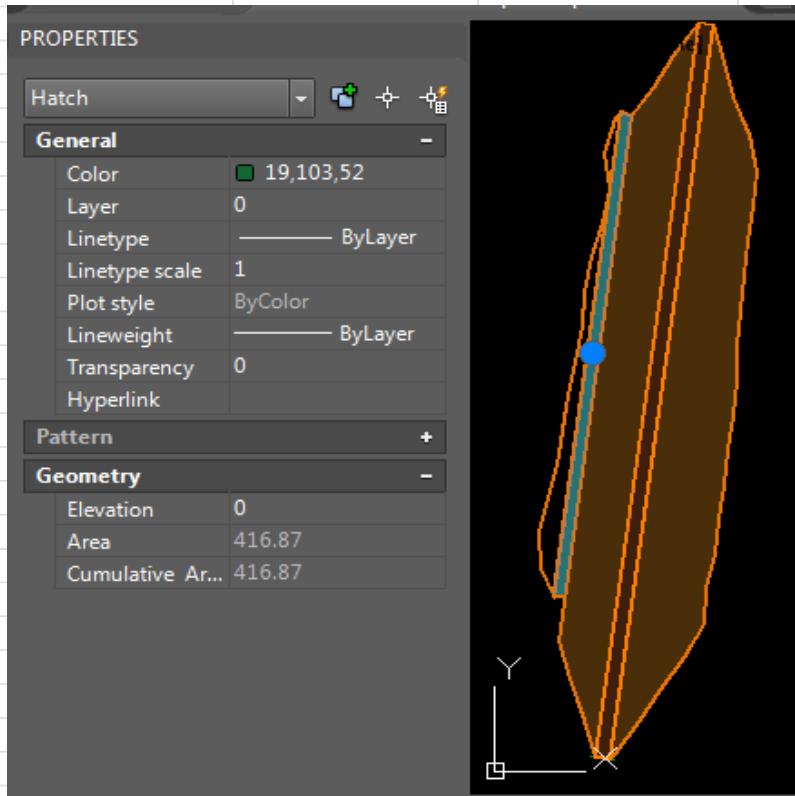 PROPERTIES
Hatch
General
Color 19,103,52
Layer 0
Linetype ByLayer
Linetype scale 1
Plot style ByColor
Lineweight ByLayer
Transparency 0
Hyperlink
Pattern
Geometry
Elevation 0
Area 416.87
Cumulative Ar... 416.87
Y